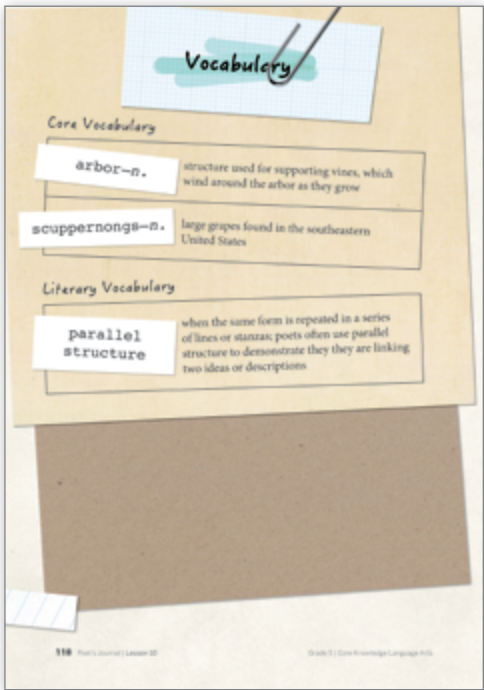 Vocabulary
Core Vocabulary
arbor—n.
structure used for supporting vines, which
wind around the arbor as they grow
scuppernongs—n.
large grapes found in the southeastern
United States
Literary Vocabulary
parallel
structure
when the same form is repeated in a series
of lines or stanzas; poets often use parallel
structure to demonstrate they they are linking
two ideas or descriptions
118 Poet's Journal | Lesson 10
Grade 5 | Core Knowledge Language Arts